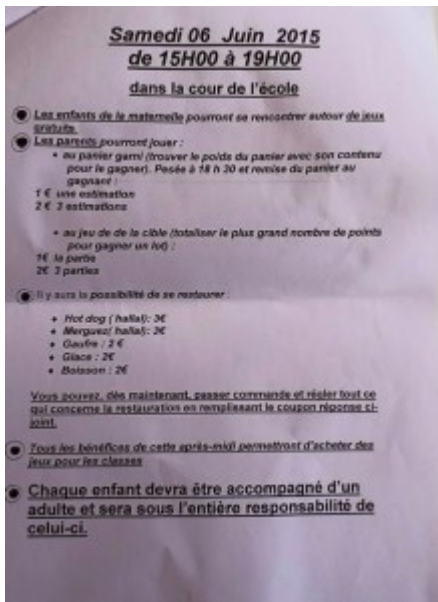 Samedi 06 Juin 2015
de 15H00 à 19H00
dans la cour de l'école
Les enfants de la maternelle pourront se rencontrer autour de jeux
gratuits.
Les parents pourront jouer :
• au panier garni (trouver le poids du panier avec son contenu
pour le gagner). Pesée à 18 h 30 et remise du panier au
gagnant :
1 € une estimation
2 € 3 estimations
• au jeu de de la cible (totaliser le plus grand nombre de points
pour gagner un lot) :
1€ la partie
2€ 3 parties
Il y aura la possibilité de se restaurer :
+ Hot dog ( hallal): 3€
+ Merguez( hallal): 2€
+ Gaufre : 2 €
+ Glace : 2€
+ Boisson : 2€
Vous pouvez, dès maintenant, passer commande et régler tout ce
qui concerne la restauration en remplissant le coupon réponse ci-
joint.
Tous les bénéfices de cette après-midi permettront d'acheter des
jeux pour les classes
Chaque enfant devra être accompagné d'un
adulte et sera sous l'entière responsabilité de
celui-ci.